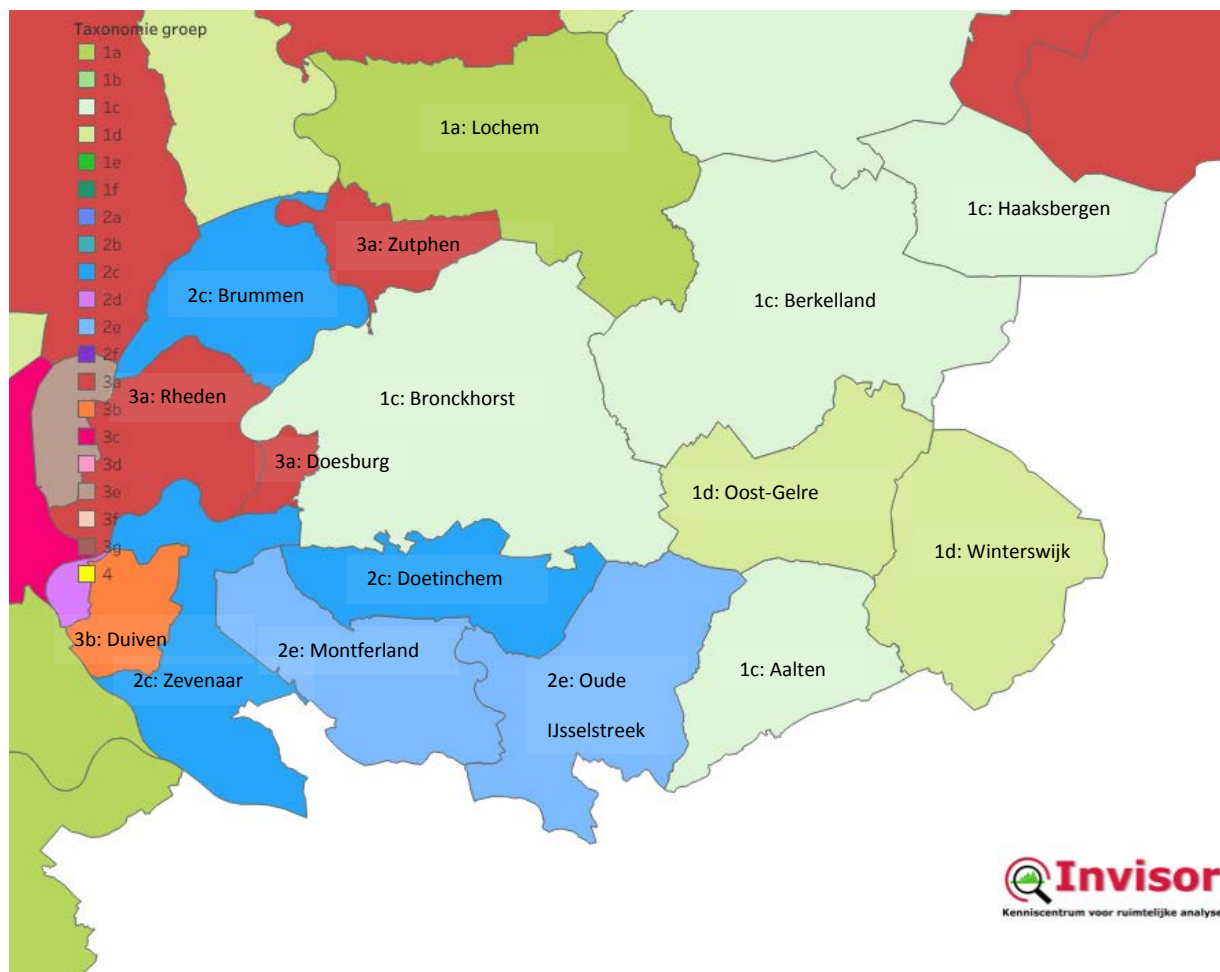 Taxonomie groep
1a
1b
1c
1d
1e
1f
2a
2b
2c
2d
2e
2f
3a
3b
3c
3d
3e
3f
3g
4
1a: Lochem
1c: Haaksbergen
3a: Zutphen
2c: Brummen
1c: Berkelland
3a: Rheden
1c: Bronckhorst
3a: Doesburg
1d: Oost-Gelre
1d: Winterswijk
2c: Doetinchem
3b: Duiven
2e: Montferland
1c: Aalten
2c: Zevenaar
2e: Oude
IJsselstreek
Invisor
Kenniscentrum voor ruimtelijke analyse